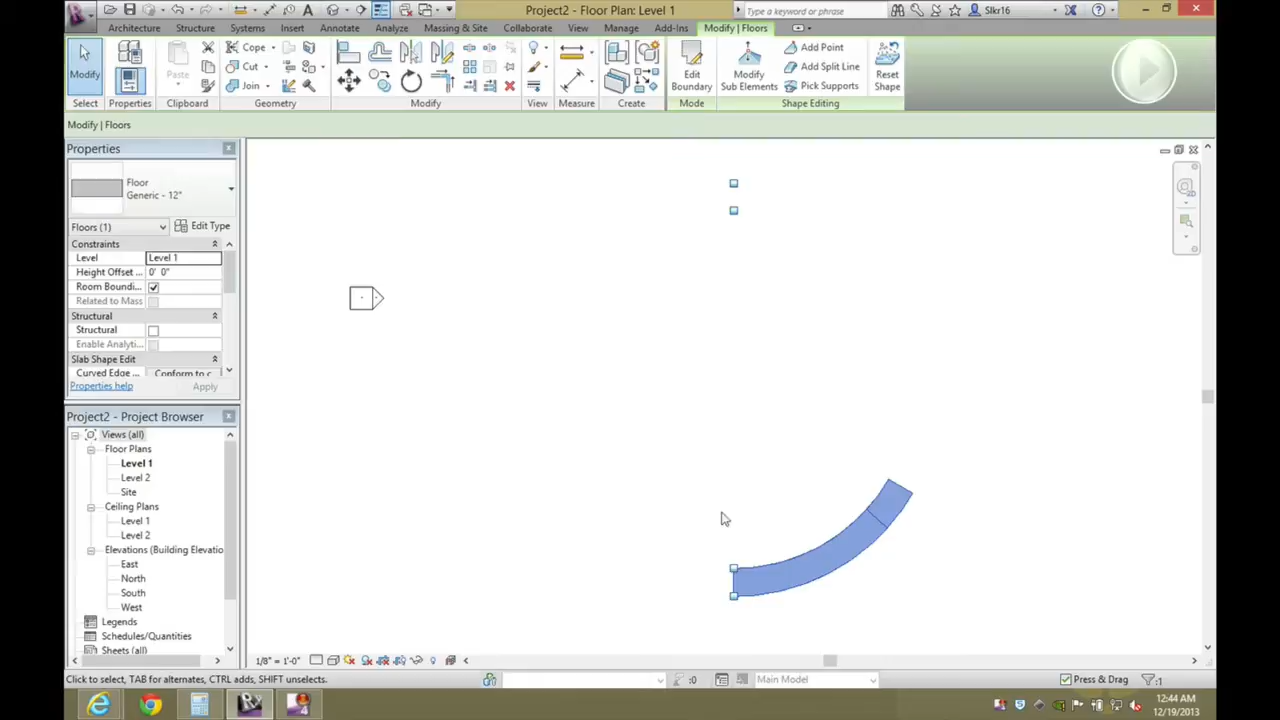 Project2 - Floor Plan: Level 1
Type a keyword or phrase
Slkr16
Architecture
Structure
Systems
Insert
Annotate
Analyze
Massing & Site
Collaborate
View
Manage
Add-Ins
Modify | Floors
Cope
Cut
Join
Paste
Modify
Edit
Boundary
Modify
Sub Elements
Add Point
Add Split Line
Pick Supports
Reset
Shape
Select
Properties
Clipboard
Geometry
Modify
View
Measure
Create
Mode
Shape Editing
Modify | Floors
Properties
Floor
Generic - 12"
Floors (1)
Edit Type
Constraints
Level
Level 1
Height Offset ...
0' 0"
Room Boundi...
Related to Mass
Structural
Structural
Enable Analyti...
Slab Shape Edit
Curved Edge ...
Conform to c
Properties help
Apply
Project2 - Project Browser
Views (all)
Floor Plans
Level 1
Level 2
Site
Ceiling Plans
Level 1
Level 2
Elevations (Building Elevatio
East
North
South
West
Legends
Schedules/Quantities
Sheets (all)
1/8" = 1'-0"
Click to select, TAB for alternates, CTRL adds, SHIFT unselects.
:0
Main Model
Press & Drag
:1
12:44 AM
12/19/2013